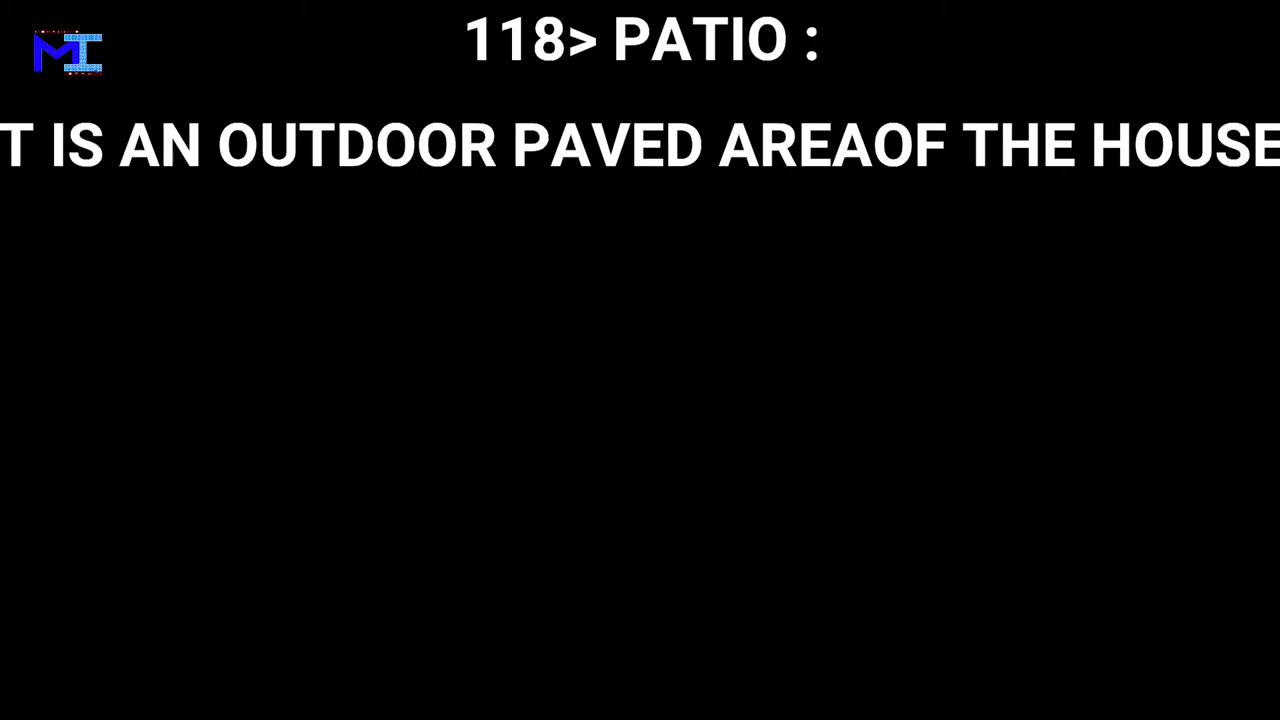 118> PATIO :
T IS AN OUTDOOR PAVED AREAOF THE HOUSE